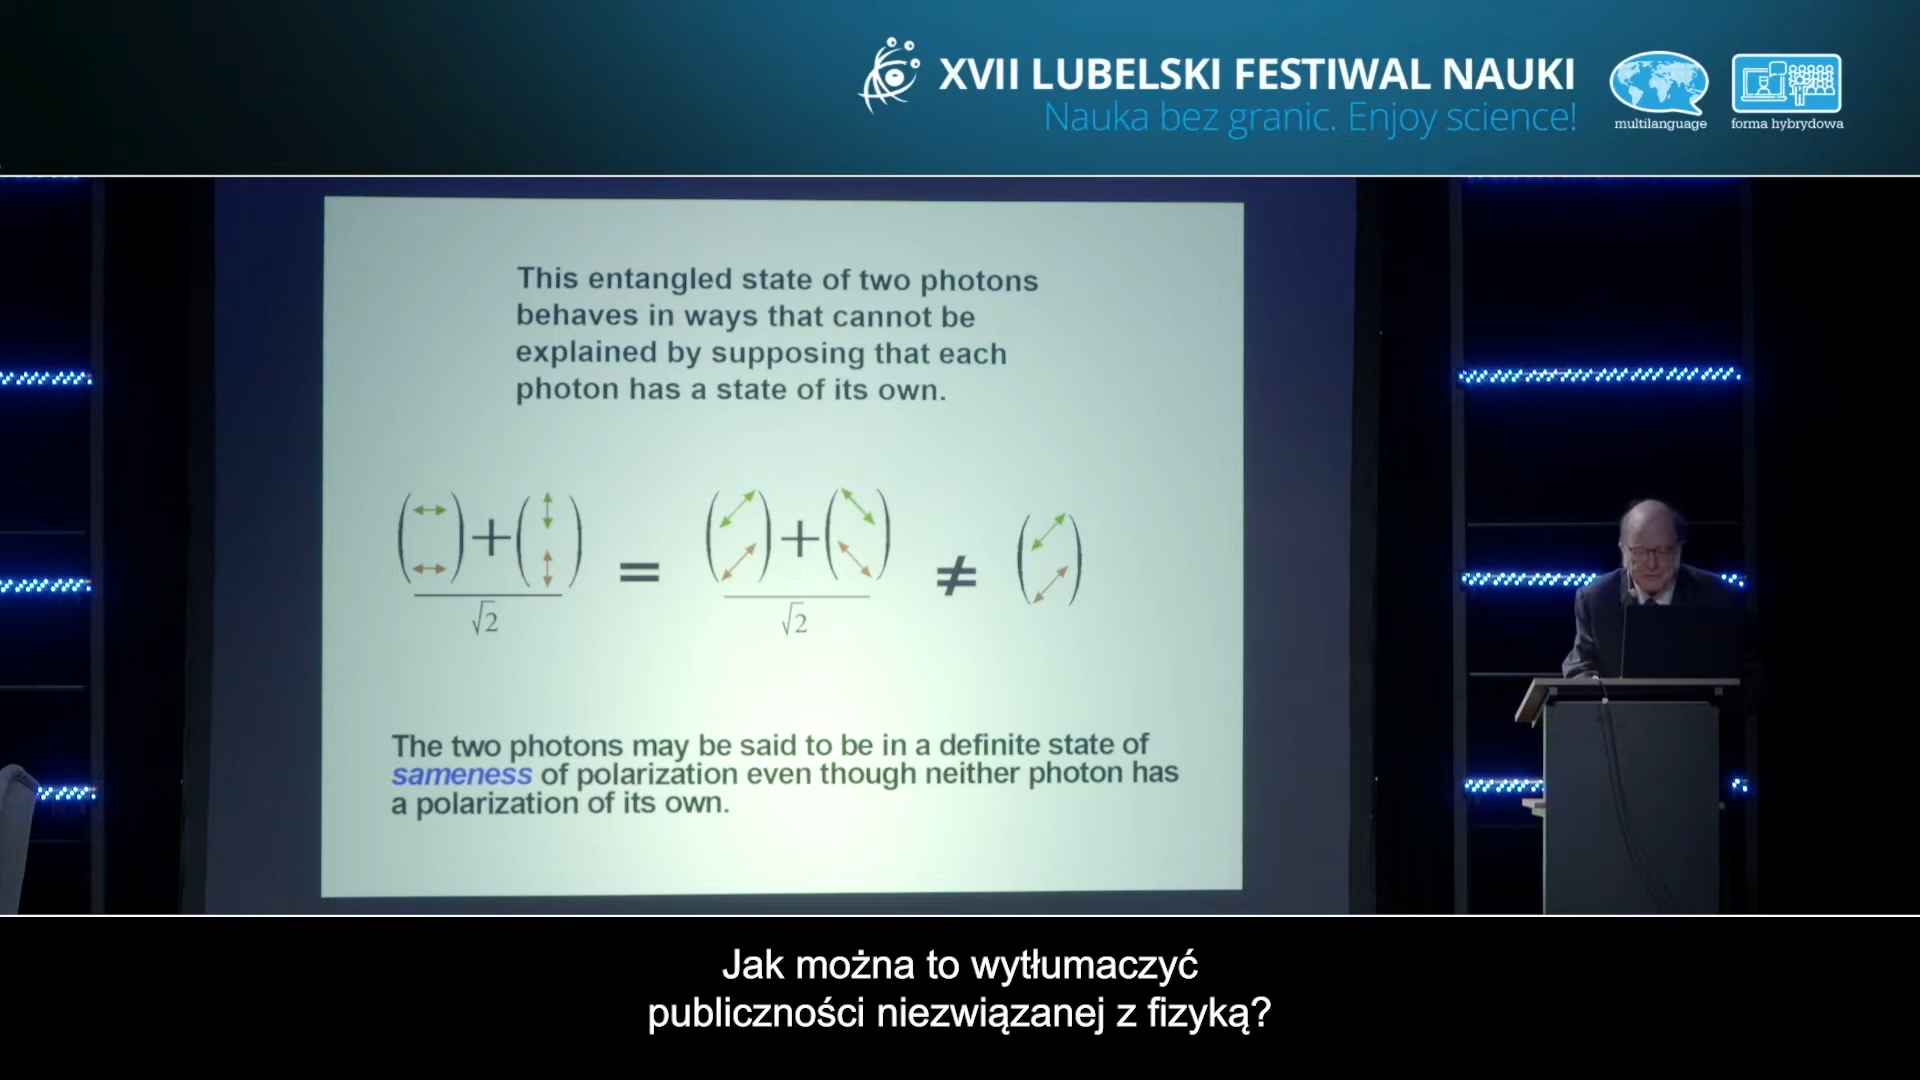 XVII LUBELSKI FESTIWAL NAUKI
Nauka bez granic. Enjoy science!
multilanguage
forma hybrydowa
This entangled state of two photons
behaves in ways that cannot be
explained by supposing that each
photon has a state of its own.
( ) + ( ) = ( ) + ( ) ≠ ( )
√2 √2
The two photons may be said to be in a definite state of
sameness of polarization even though neither photon has
a polarization of its own.
Jak można to wytłumaczyć
publiczności niezwiązanej z fizyką?